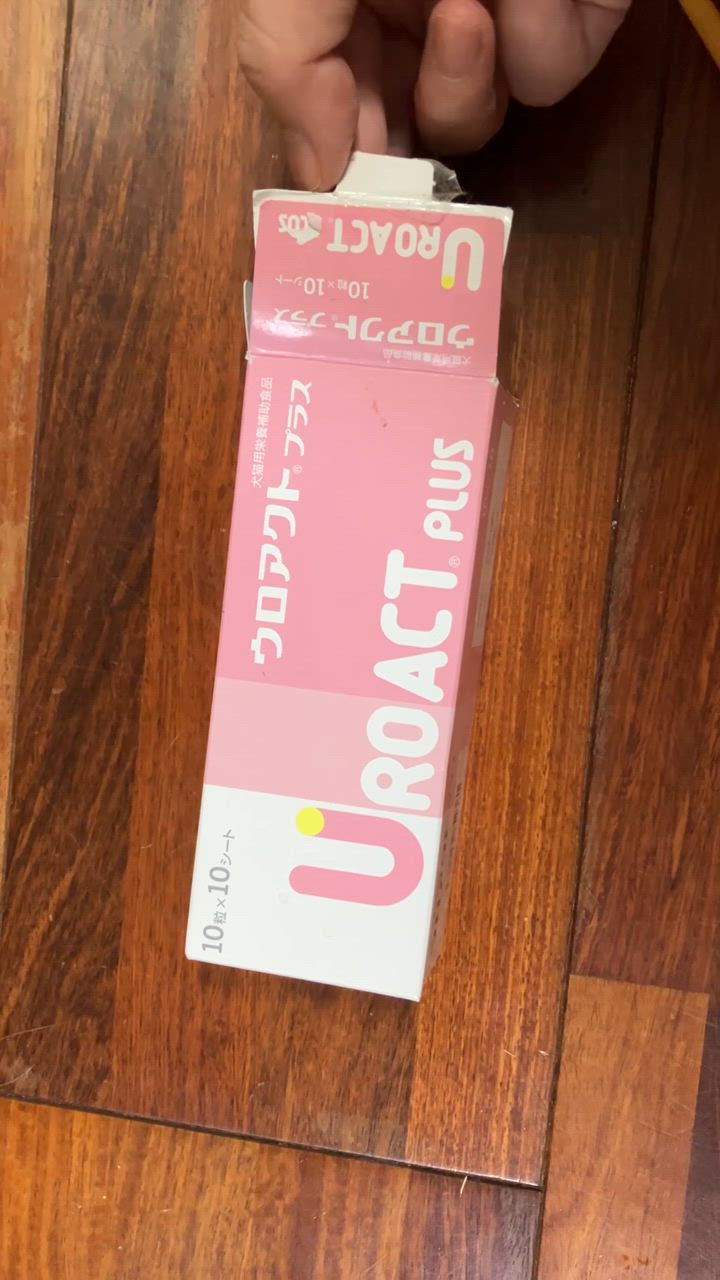 UROACT PLUS
10粒×10シート
ウロアクト プラス
犬猫用栄養補助食品
犬猫用栄養補助食品
ウロアクト® プラス
UROACT® PLUS
10粒×10シート